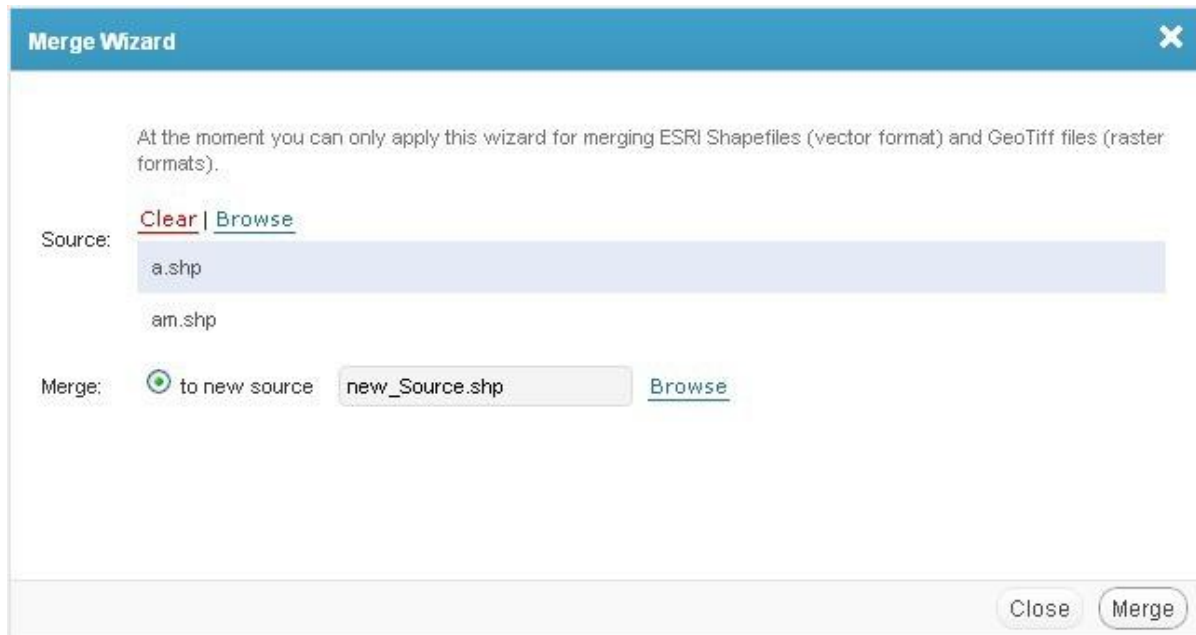 Merge Wizard
At the moment you can only apply this wizard for merging ESRI Shapefiles (vector format) and GeoTiff files (raster
formats).
Clear | Browse
Source:
a.shp
am.shp
Merge: to new source new_Source.shp Browse
Close Merge